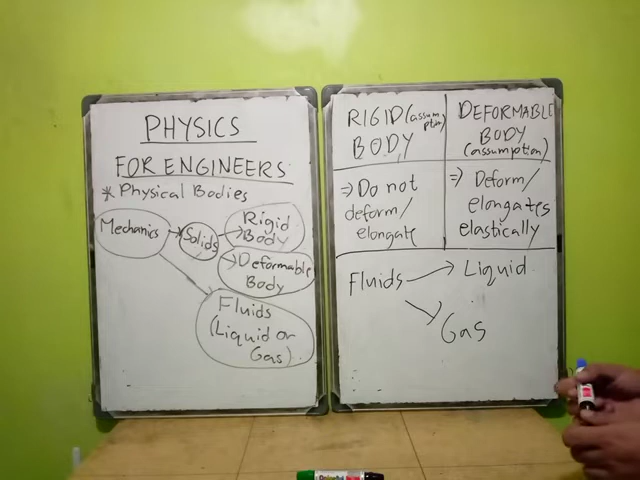 PHYSICS
FOR ENGINEERS
* Physical Bodies
Mechanics
Solids
Rigid
Body
Deformable
Body
Fluids
(Liquid or
Gas)
RIGID (assumption)
BODY
DEFORMABLE
BODY
(assumption)
⇒ Do not
deform/
elongate
⇒ Deform/
elongates
elastically
Fluids → Liquid
Gas